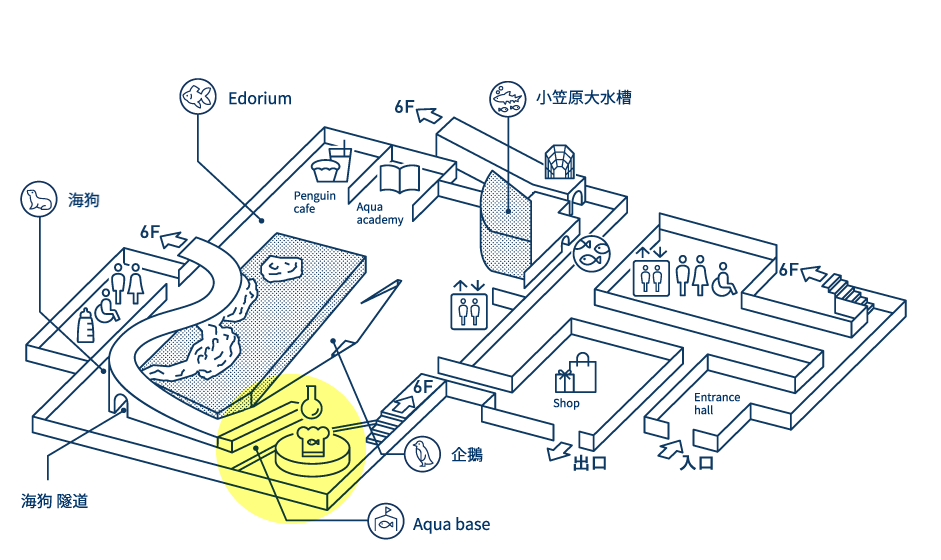 Edorium
6F
小笠原大水槽
海狗
Penguin
cafe
Aqua
academy
6F
6F
6F
Shop
Entrance
hall
企鵝
出口
入口
海狗 隧道
Aqua base